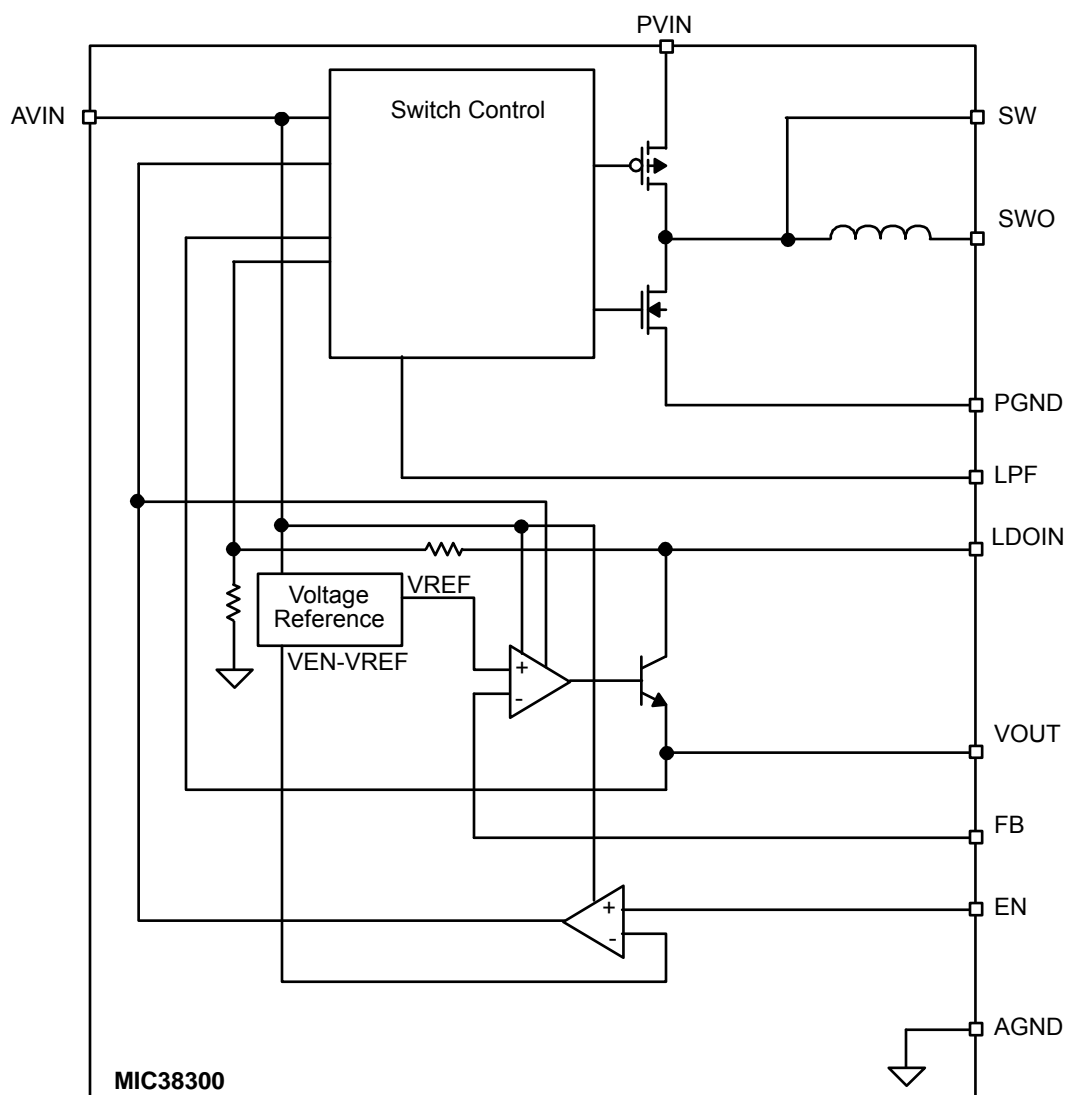 PVIN
AVIN
Switch Control
SW
SWO
PGND
LPF
LDOIN
Voltage
Reference
VREF
VEN-VREF
+
-
VOUT
FB
+
-
EN
AGND
MIC38300